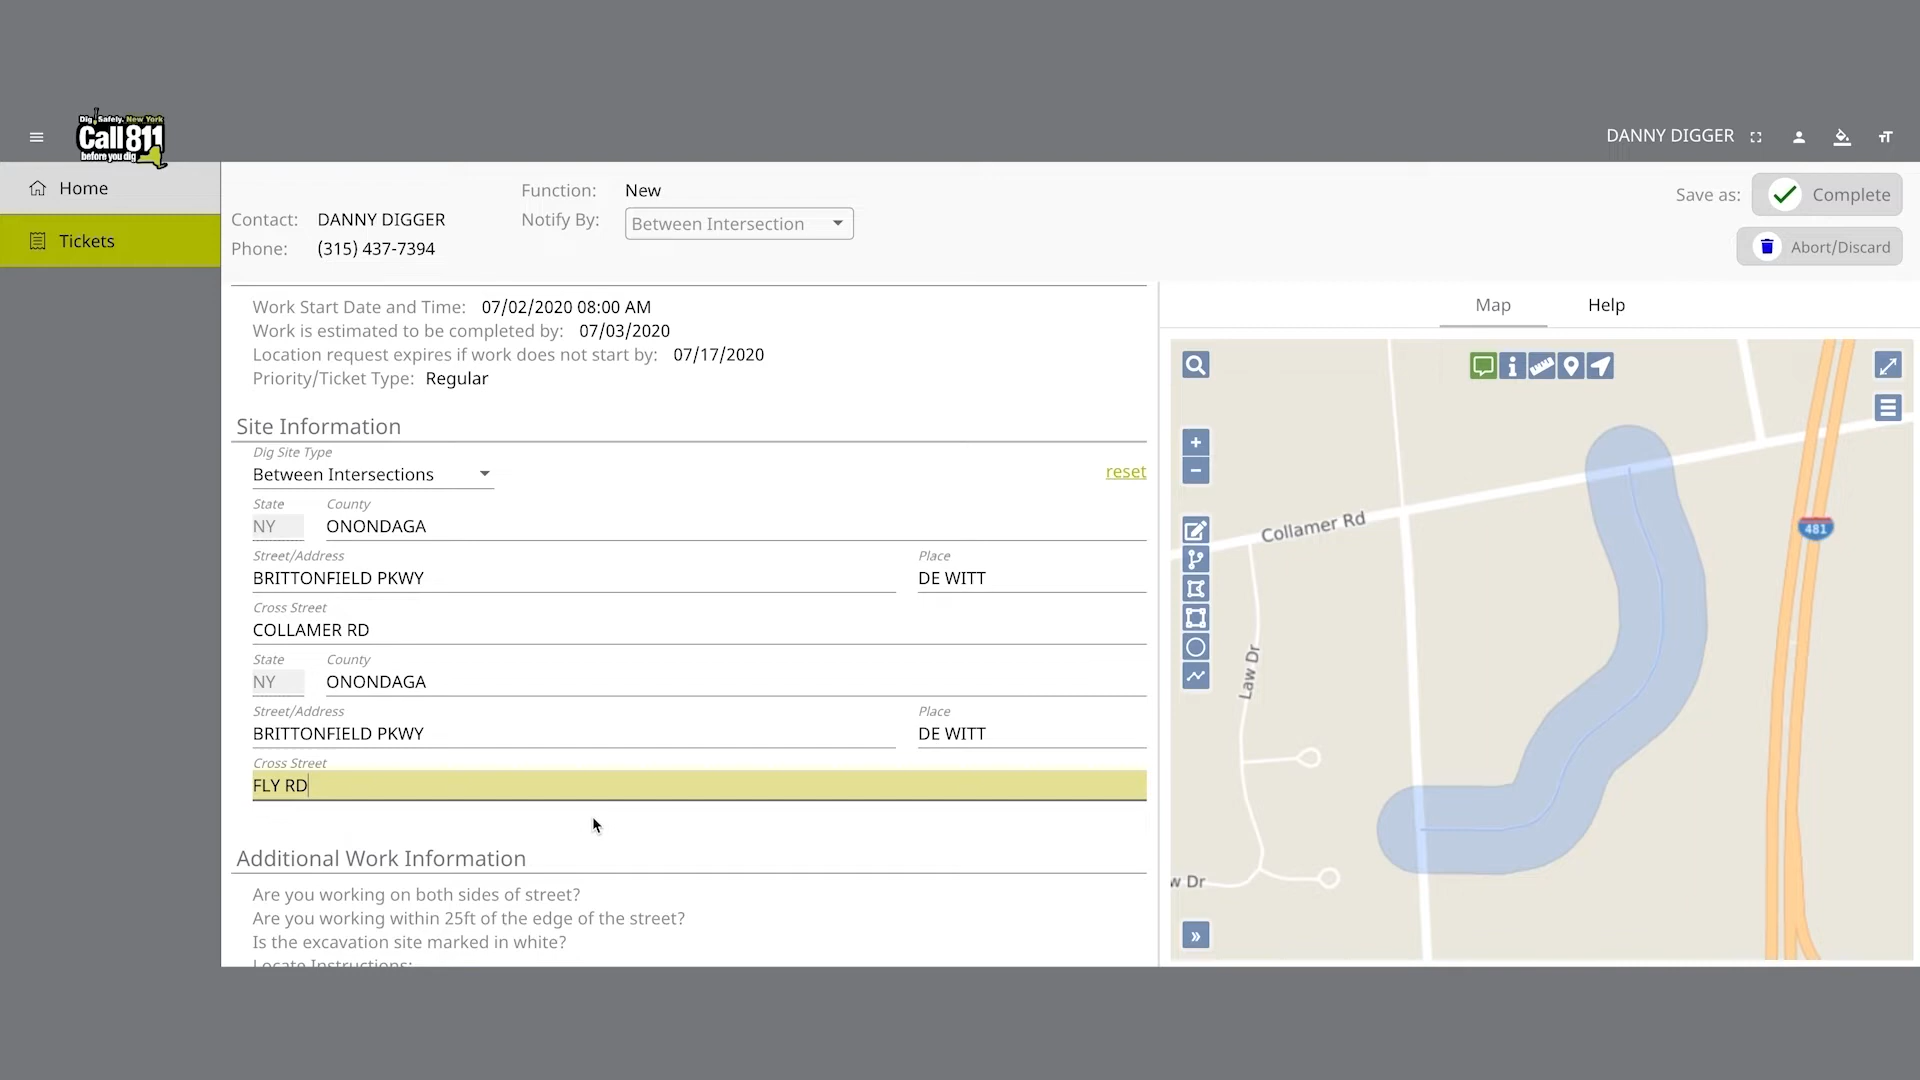 Dig Safely. New York
Call 811
before you dig
DANNY DIGGER
Home
Tickets
Function: New
Contact: DANNY DIGGER
Notify By: Between Intersection
Phone: (315) 437-7394
Save as: Complete
Abort/Discard
Work Start Date and Time: 07/02/2020 08:00 AM
Work is estimated to be completed by: 07/03/2020
Location request expires if work does not start by: 07/17/2020
Priority/Ticket Type: Regular
Site Information
Dig Site Type
Between Intersections
reset
State County
NY ONONDAGA
Street/Address Place
BRITTONFIELD PKWY DE WITT
Cross Street
COLLAMER RD
State County
NY ONONDAGA
Street/Address Place
BRITTONFIELD PKWY DE WITT
Cross Street
FLY RD
Additional Work Information
Are you working on both sides of street?
Are you working within 25ft of the edge of the street?
Is the excavation site marked in white?
Locate Instructions:
Map Help
Collamer Rd
481
Law Dr
w Dr